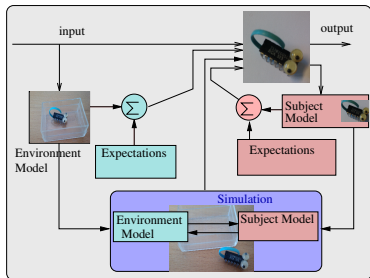 input
output
Σ
Σ
Subject
Model
Environment
Model
Expectations
Expectations
Simulation
Environment
Model
Subject Model